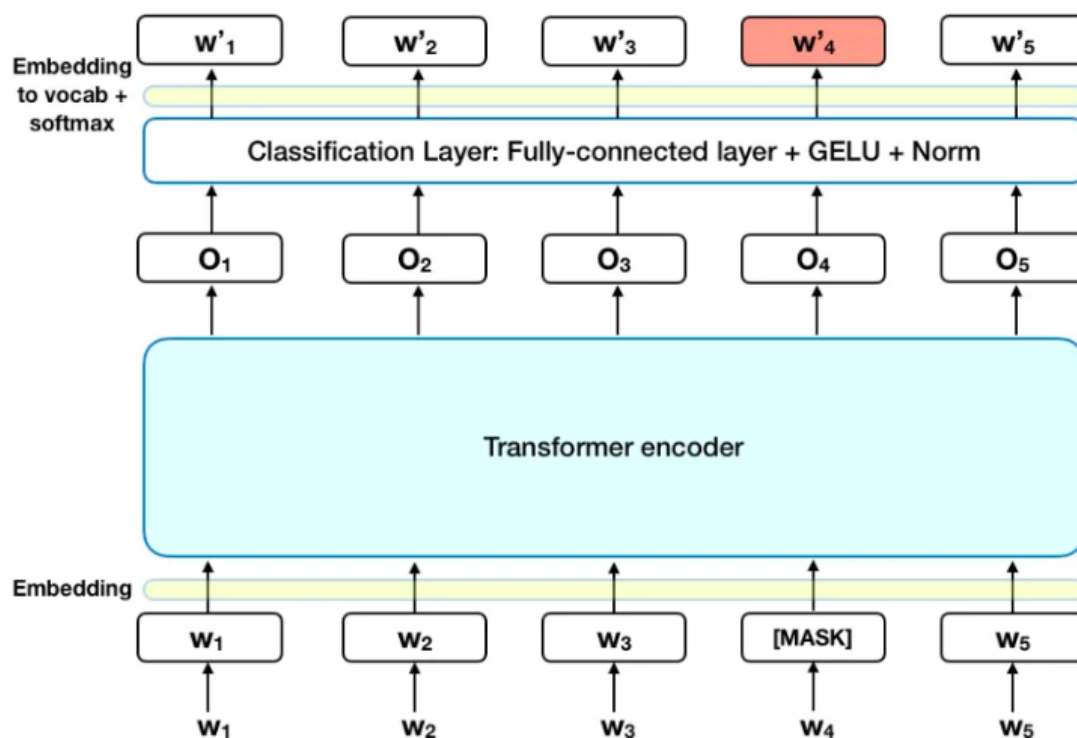 w'1 w'2 w'3 w'4 w'5
Embedding
to vocab +
softmax
Classification Layer: Fully-connected layer + GELU + Norm
O1 O2 O3 O4 O5
Transformer encoder
Embedding
W1 W2 W3 [MASK] W5
W1 W2 W3 W4 W5